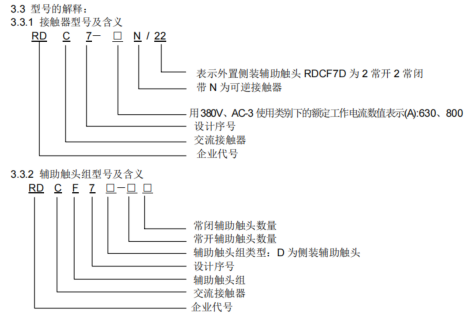 3.3 型号的解释:
3.3.1 接触器型号及含义
RD C 7- □ N / 22
表示外置侧装辅助触头 RDCF7D 为 2 常开 2 常闭
带 N 为可逆接触器
用380V、AC-3 使用类别下的额定工作电流数值表示(A):630、800
设计序号
交流接触器
企业代号
3.3.2 辅助触头组型号及含义
RD C F 7 □-□ □
常闭辅助触头数量
常开辅助触头数量
辅助触头组类型: D 为侧装辅助触头
设计序号
辅助触头组
交流接触器
企业代号